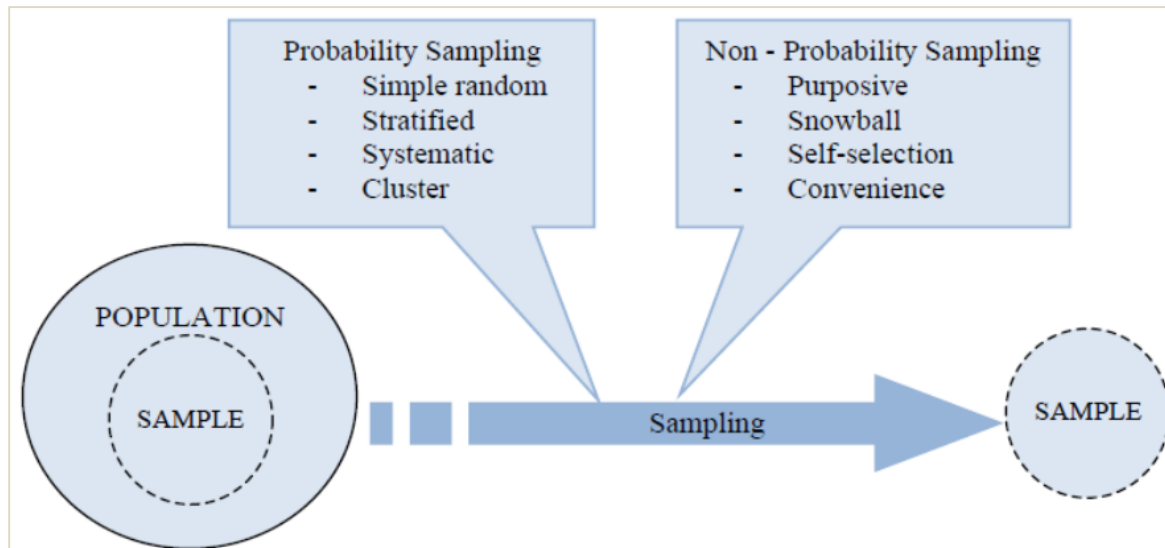 Probability Sampling
- Simple random
- Stratified
- Systematic
- Cluster
Non - Probability Sampling
- Purposive
- Snowball
- Self-selection
- Convenience
POPULATION
SAMPLE
Sampling
SAMPLE